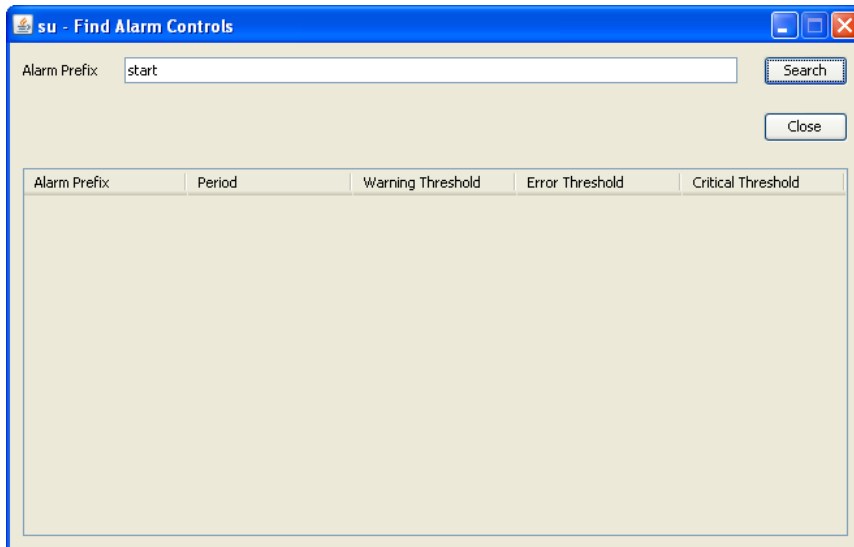 su - Find Alarm Controls
Alarm Prefix start Search
Close
Alarm Prefix Period Warning Threshold Error Threshold Critical Threshold